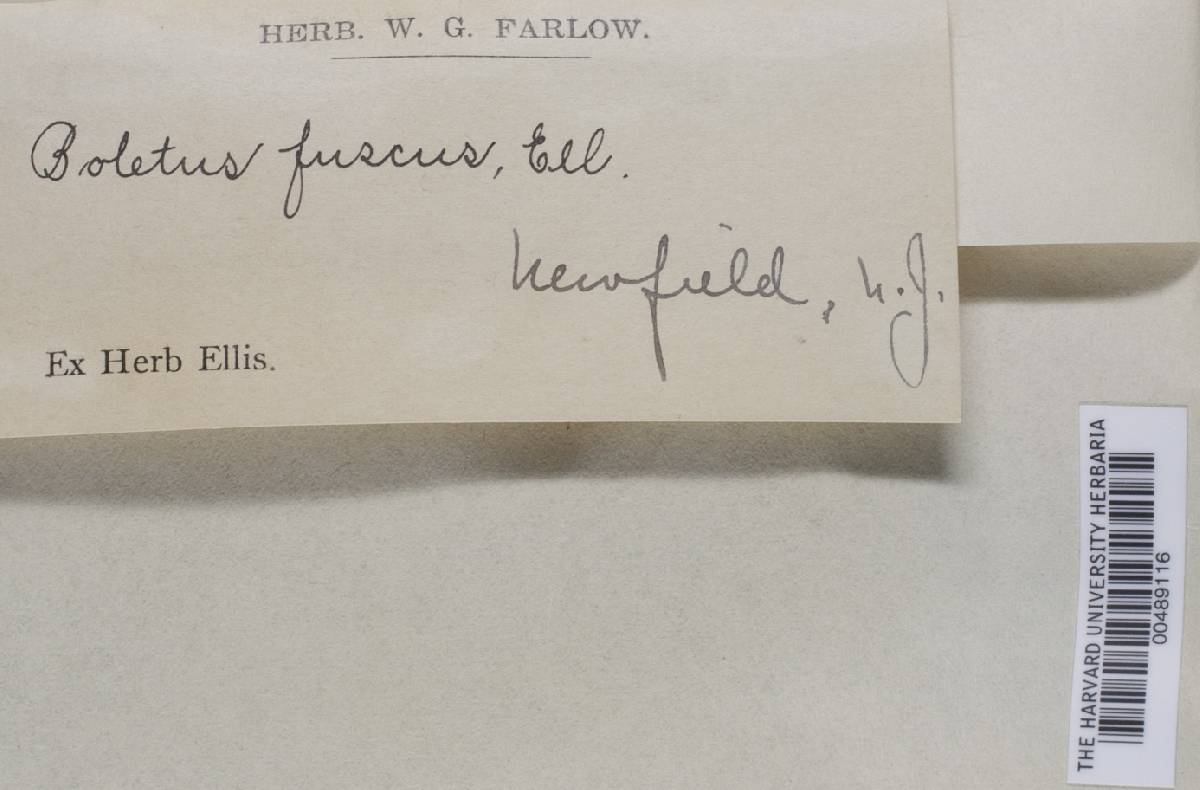 HERB. W. G. FARLOW.
Boletus fuscus, Ell.
Newfield, N.J.
Ex Herb Ellis.
THE HARVARD UNIVERSITY HERBARIA
00489116